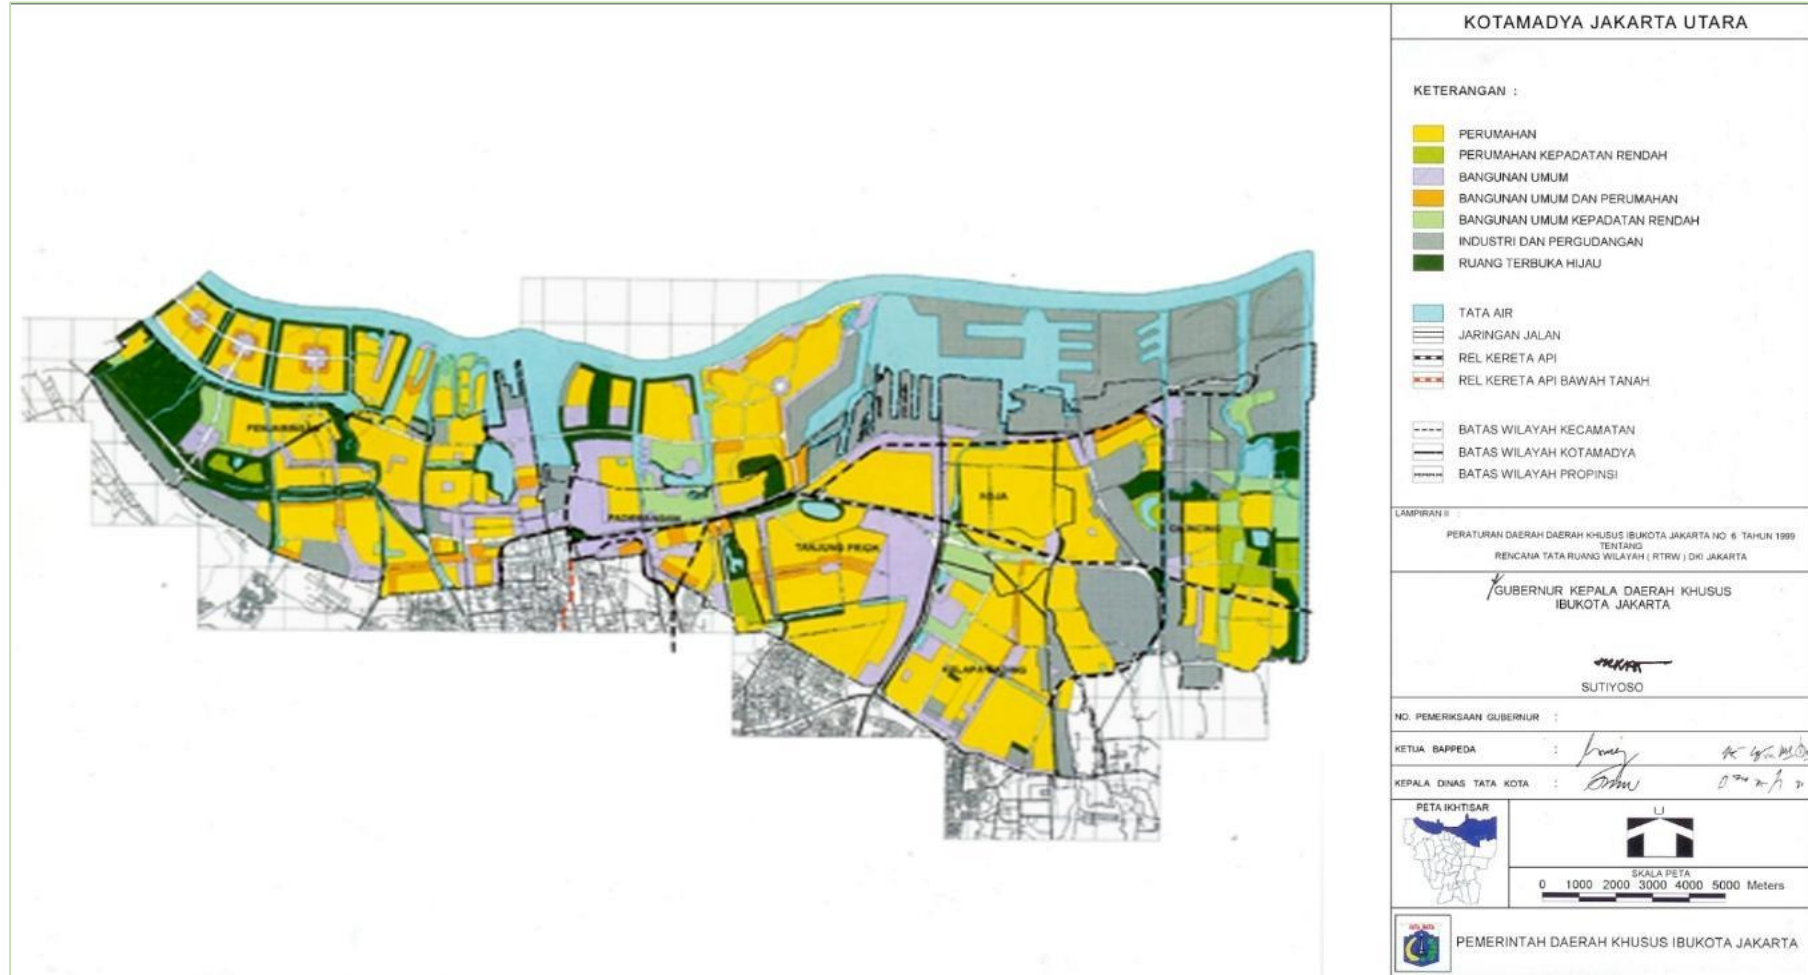 KOTAMADYA JAKARTA UTARA
KETERANGAN :
PERUMAHAN
PERUMAHAN KEPADATAN RENDAH
BANGUNAN UMUM
BANGUNAN UMUM DAN PERUMAHAN
BANGUNAN UMUM KEPADATAN RENDAH
INDUSTRI DAN PERGUDANGAN
RUANG TERBUKA HIJAU
TATA AIR
JARINGAN JALAN
REL KERETA API
REL KERETA API BAWAH TANAH
BATAS WILAYAH KECAMATAN
BATAS WILAYAH KOTAMADYA
BATAS WILAYAH PROPINSI
LAMPIRAN II :
PERATURAN DAERAH DAERAH KHUSUS IBUKOTA JAKARTA NO 6 TAHUN 1999
TENTANG
RENCANA TATA RUANG WILAYAH ( RTRW ) DKI JAKARTA
GUBERNUR KEPALA DAERAH KHUSUS
IBUKOTA JAKARTA
SUTIYOSO
NO. PEMERIKSAAN GUBERNUR :
KETUA BAPPEDA :
KEPALA DINAS TATA KOTA :
PETA IKHTISAR
U
SKALA PETA
0 1000 2000 3000 4000 5000 Meters
PEMERINTAH DAERAH KHUSUS IBUKOTA JAKARTA
PENJARINGAN
PADEMANGAN
TANJUNG PRIOK
KOJA
CILINCING
KELAPA GADING